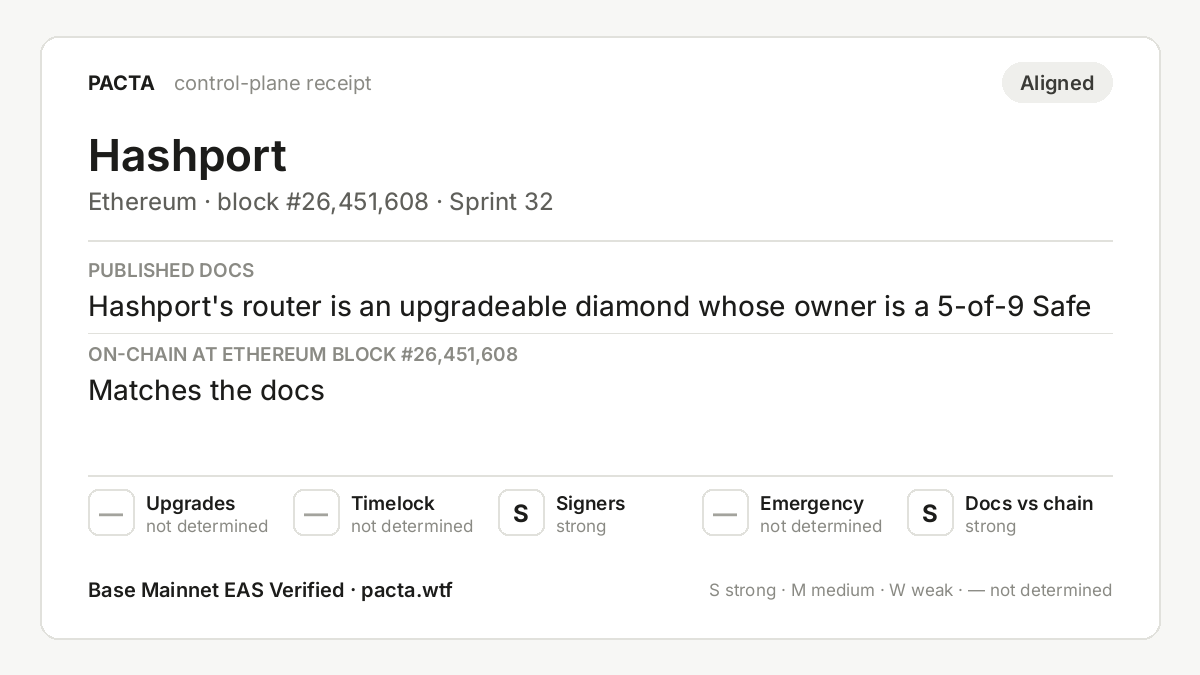 PACTA control-plane receipt
Aligned
Hashport
Ethereum · block #26,451,608 · Sprint 32
PUBLISHED DOCS
Hashport's router is an upgradeable diamond whose owner is a 5-of-9 Safe
ON-CHAIN AT ETHEREUM BLOCK #26,451,608
Matches the docs
— Upgrades
not determined
— Timelock
not determined
S Signers
strong
— Emergency
not determined
S Docs vs chain
strong
Base Mainnet EAS Verified · pacta.wtf
S strong · M medium · W weak · — not determined